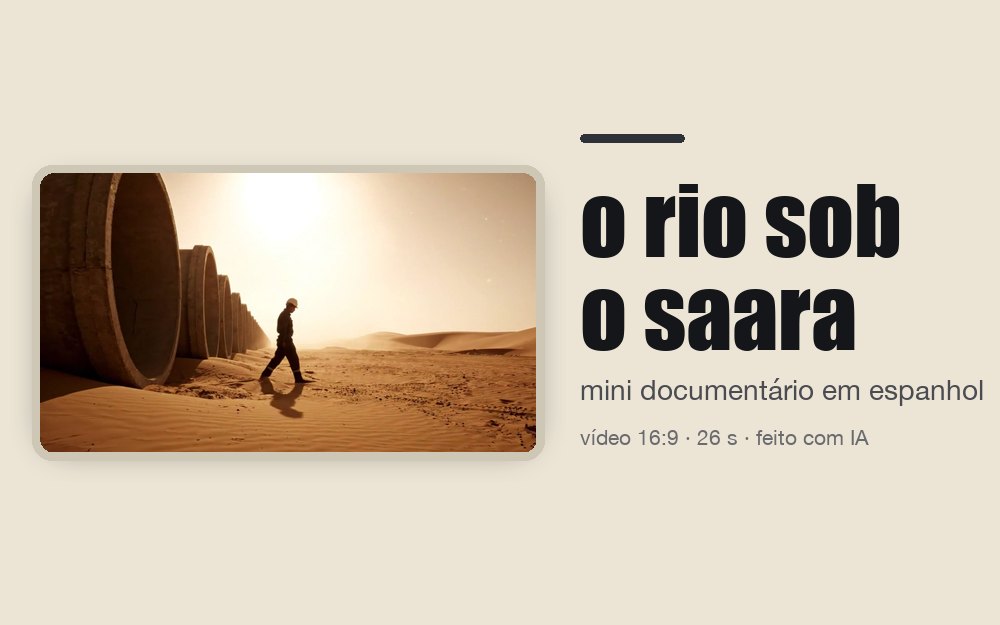 o rio sob
o saara
mini documentário em espanhol
vídeo 16:9 · 26 s · feito com IA